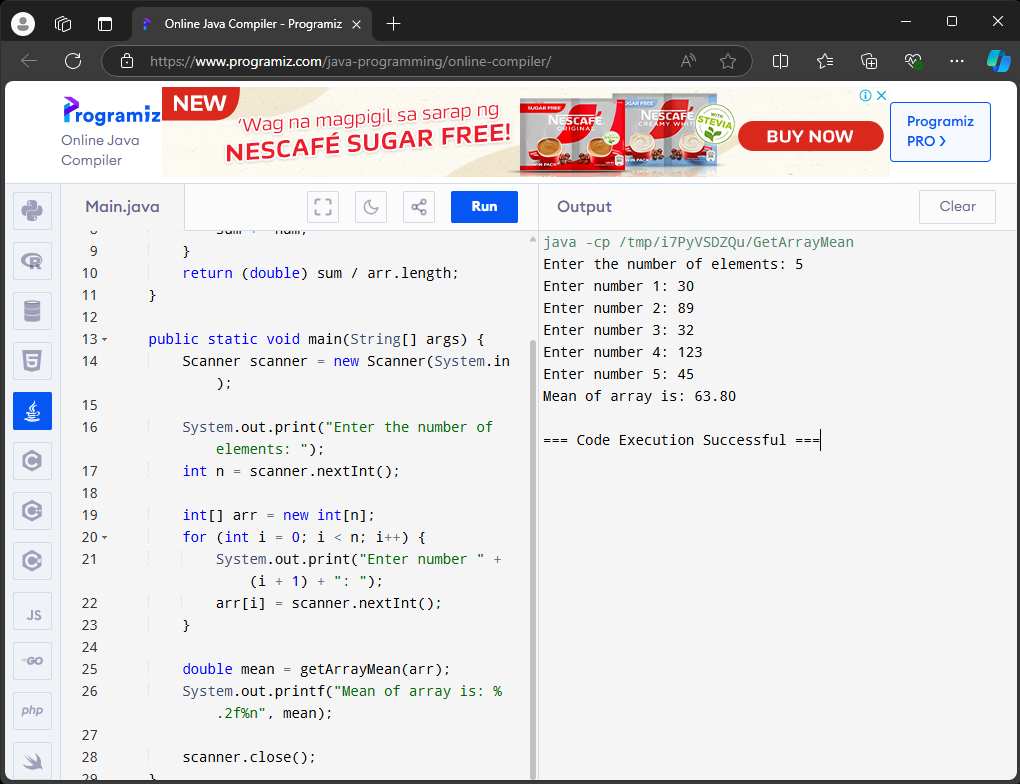 Online Java Compiler - Programiz
https://www.programiz.com/java-programming/online-compiler/
Programiz
Online Java
Compiler
NEW
'Wag na magpigil sa sarap ng
NESCAFÉ SUGAR FREE!
SUGAR FREE
NESCAFÉ
ORIGINAL
SUGAR FREE
NESCAFÉ
CREAMY WHITE
WITH
STEVIA
BUY NOW
Programiz
PRO >
Main.java
Run
Output
Clear
8 sum += num;
9 }
10 return (double) sum / arr.length;
11 }
12
13 public static void main(String[] args) {
14 Scanner scanner = new Scanner(System.in
);
15
16 System.out.print("Enter the number of
elements: ");
17 int n = scanner.nextInt();
18
19 int[] arr = new int[n];
20 for (int i = 0; i < n; i++) {
21 System.out.print("Enter number " +
(i + 1) + ": ");
22 arr[i] = scanner.nextInt();
23 }
24
25 double mean = getArrayMean(arr);
26 System.out.printf("Mean of array is: %
.2f%n", mean);
27
28 scanner.close();
29 }
java -cp /tmp/i7PyVSDZQu/GetArrayMean
Enter the number of elements: 5
Enter number 1: 30
Enter number 2: 89
Enter number 3: 32
Enter number 4: 123
Enter number 5: 45
Mean of array is: 63.80
=== Code Execution Successful ===
JS
GO
php